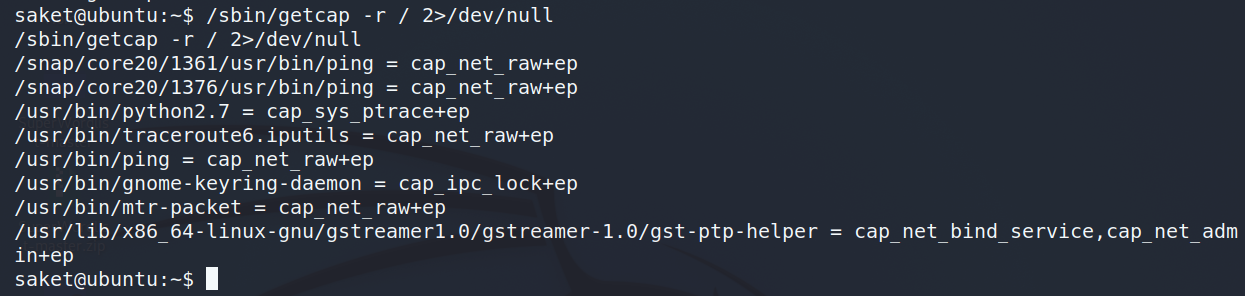 saket@ubuntu:~$ /sbin/getcap -r / 2>/dev/null
/sbin/getcap -r / 2>/dev/null
/snap/core20/1361/usr/bin/ping = cap_net_raw+ep
/snap/core20/1376/usr/bin/ping = cap_net_raw+ep
/usr/bin/python2.7 = cap_sys_ptrace+ep
/usr/bin/traceroute6.iputils = cap_net_raw+ep
/usr/bin/ping = cap_net_raw+ep
/usr/bin/gnome-keyring-daemon = cap_ipc_lock+ep
/usr/bin/mtr-packet = cap_net_raw+ep
/usr/lib/x86_64-linux-gnu/gstreamer1.0/gstreamer-1.0/gst-ptp-helper = cap_net_bind_service,cap_net_adm
in+ep
saket@ubuntu:~$